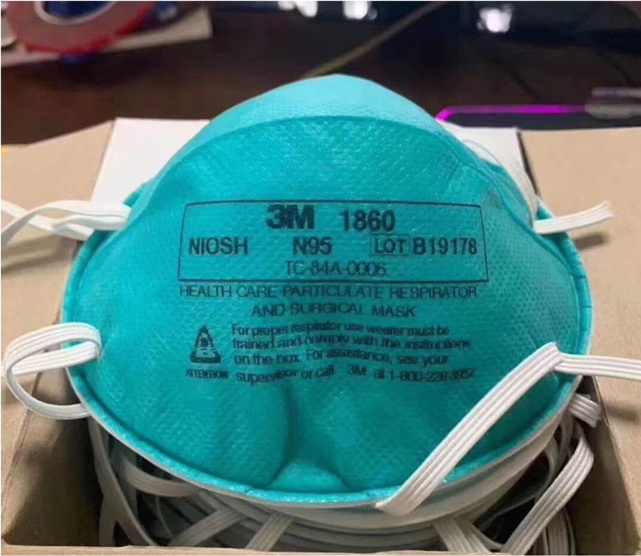 3M 1860
NIOSH N95 LOT B19178
TC-84A-0006
HEALTH CARE PARTICULATE RESPIRATOR
AND SURGICAL MASK
For proper respirator use wearer must be
trained and comply with the instructions
on the box. For assistance, see your
ATTENTION supervisor or call 3M at 1-800-228-3957